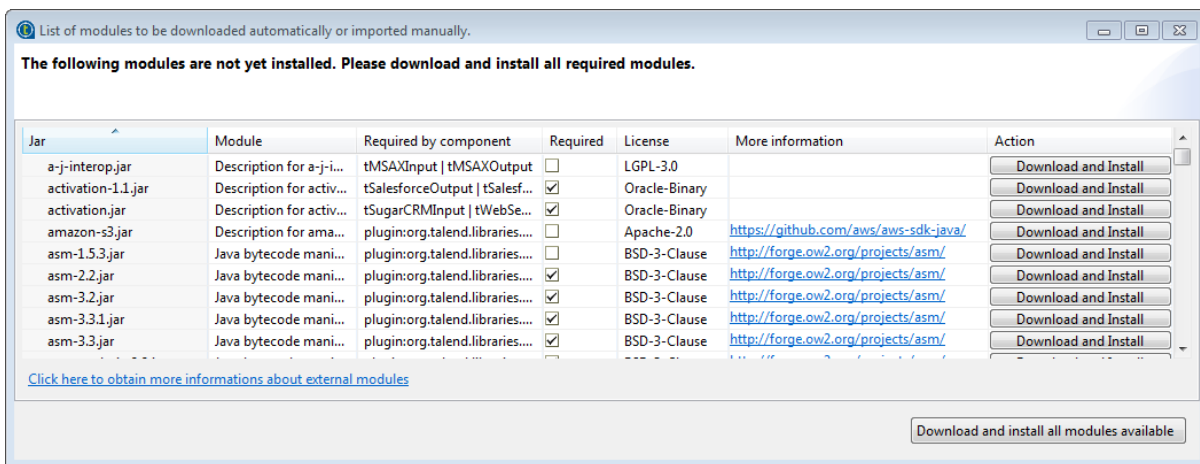 List of modules to be downloaded automatically or imported manually.
The following modules are not yet installed. Please download and install all required modules.
Jar Module Required by component Required License More information Action
a-j-interop.jar Description for a-j-i... tMSAXInput | tMSAXOutput LGPL-3.0 Download and Install
activation-1.1.jar Description for activ... tSalesforceOutput | tSalesf... Oracle-Binary Download and Install
activation.jar Description for activ... tSugarCRMInput | tWebSe... Oracle-Binary Download and Install
amazon-s3.jar Description for ama... plugin:org.talend.libraries.... Apache-2.0 https://github.com/aws/aws-sdk-java/ Download and Install
asm-1.5.3.jar Java bytecode mani... plugin:org.talend.libraries.... BSD-3-Clause http://forge.ow2.org/projects/asm/ Download and Install
asm-2.2.jar Java bytecode mani... plugin:org.talend.libraries.... BSD-3-Clause http://forge.ow2.org/projects/asm/ Download and Install
asm-3.2.jar Java bytecode mani... plugin:org.talend.libraries.... BSD-3-Clause http://forge.ow2.org/projects/asm/ Download and Install
asm-3.3.1.jar Java bytecode mani... plugin:org.talend.libraries.... BSD-3-Clause http://forge.ow2.org/projects/asm/ Download and Install
asm-3.3.jar Java bytecode mani... plugin:org.talend.libraries.... BSD-3-Clause http://forge.ow2.org/projects/asm/ Download and Install
Click here to obtain more informations about external modules
Download and install all modules available